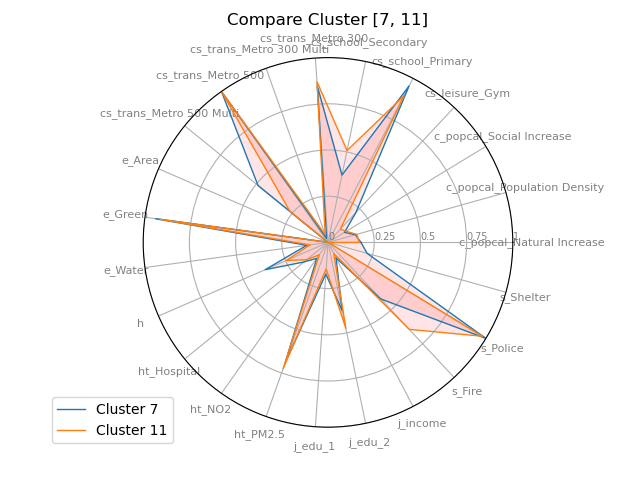 Compare Cluster [7, 11]
cs_trans_Metro 300
cs_school_Secondary
cs_trans_Metro 300 Multi
cs_school_Primary
cs_trans_Metro 500
cs_leisure_Gym
cs_trans_Metro 500 Multi
c_popcal_Social Increase
e_Area
c_popcal_Population Density
e_Green
0 0.25 0.5 0.75 1
c_popcal_Natural Increase
e_Water
s_Shelter
h
s_Police
ht_Hospital
s_Fire
ht_NO2
j_income
ht_PM2.5
j_edu_2
j_edu_1
Cluster 7
Cluster 11